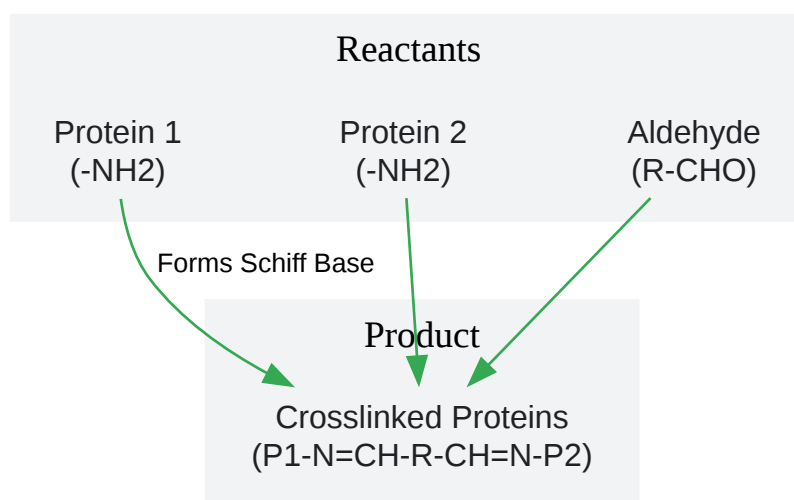 Reactants
Protein 1
(-NH2)
Protein 2
(-NH2)
Aldehyde
(R-CHO)
Forms Schiff Base
Product
Crosslinked Proteins
(P1-N=CH-R-CH=N-P2)